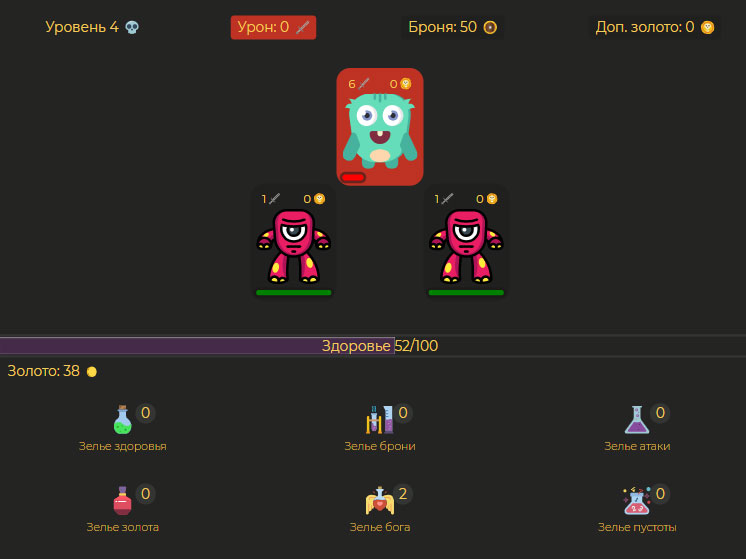 Уровень 4
Урон: 0
Броня: 50
Доп. золото: 0
6 0
1 0
1 0
Здоровье 52/100
Золото: 38
0
0
0
Зелье здоровья
Зелье брони
Зелье атаки
0
2
0
Зелье золота
Зелье бога
Зелье пустоты